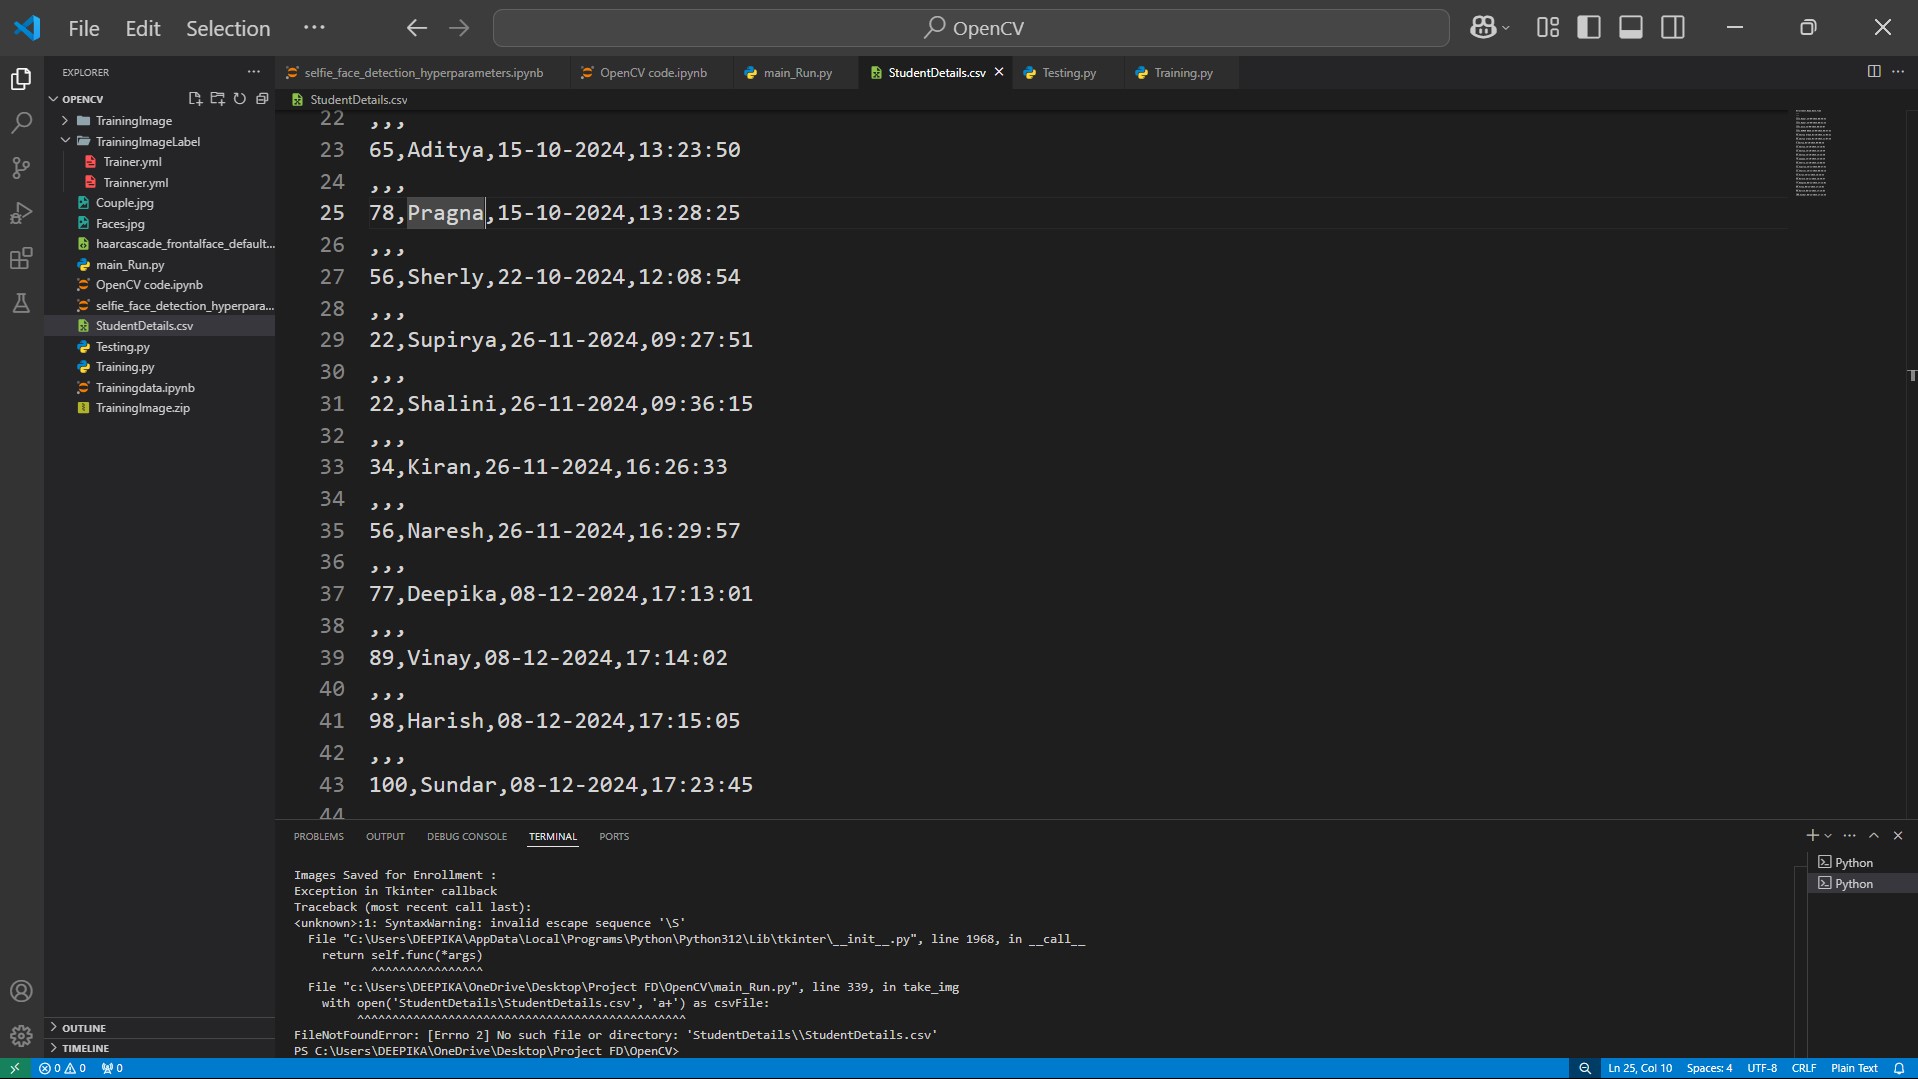 File Edit Selection ··· OpenCV
EXPLORER ···
OPENCV
TrainingImage
TrainingImageLabel
Trainer.yml
Trainner.yml
Couple.jpg
Faces.jpg
haarcascade_frontalface_default...
main_Run.py
OpenCV code.ipynb
selfie_face_detection_hyperpara...
StudentDetails.csv
Testing.py
Training.py
Trainingdata.ipynb
TrainingImage.zip
OUTLINE
TIMELINE
selfie_face_detection_hyperparameters.ipynb OpenCV code.ipynb main_Run.py StudentDetails.csv Testing.py Training.py
StudentDetails.csv
22 ,,,
23 65,Aditya,15-10-2024,13:23:50
24 ,,,
25 78,Pragna,15-10-2024,13:28:25
26 ,,,
27 56,Sherly,22-10-2024,12:08:54
28 ,,,
29 22,Supirya,26-11-2024,09:27:51
30 ,,,
31 22,Shalini,26-11-2024,09:36:15
32 ,,,
33 34,Kiran,26-11-2024,16:26:33
34 ,,,
35 56,Naresh,26-11-2024,16:29:57
36 ,,,
37 77,Deepika,08-12-2024,17:13:01
38 ,,,
39 89,Vinay,08-12-2024,17:14:02
40 ,,,
41 98,Harish,08-12-2024,17:15:05
42 ,,,
43 100,Sundar,08-12-2024,17:23:45
44
PROBLEMS OUTPUT DEBUG CONSOLE TERMINAL PORTS
Images Saved for Enrollment :
Exception in Tkinter callback
Traceback (most recent call last):
<unknown>:1: SyntaxWarning: invalid escape sequence '\S'
File "C:\Users\DEEPIKA\AppData\Local\Programs\Python\Python312\Lib\tkinter\__init__.py", line 1968, in __call__
return self.func(*args)
^^^^^^^^^^^^^^^^
File "c:\Users\DEEPIKA\OneDrive\Desktop\Project FD\OpenCV\main_Run.py", line 339, in take_img
with open('StudentDetails\StudentDetails.csv', 'a+') as csvFile:
^^^^^^^^^^^^^^^^^^^^^^^^^^^^^^^^^^^^^^^^^^^^^^^
FileNotFoundError: [Errno 2] No such file or directory: 'StudentDetails\\StudentDetails.csv'
PS C:\Users\DEEPIKA\OneDrive\Desktop\Project FD\OpenCV>
Python
Python
0 0 0 Ln 25, Col 10 Spaces: 4 UTF-8 CRLF Plain Text